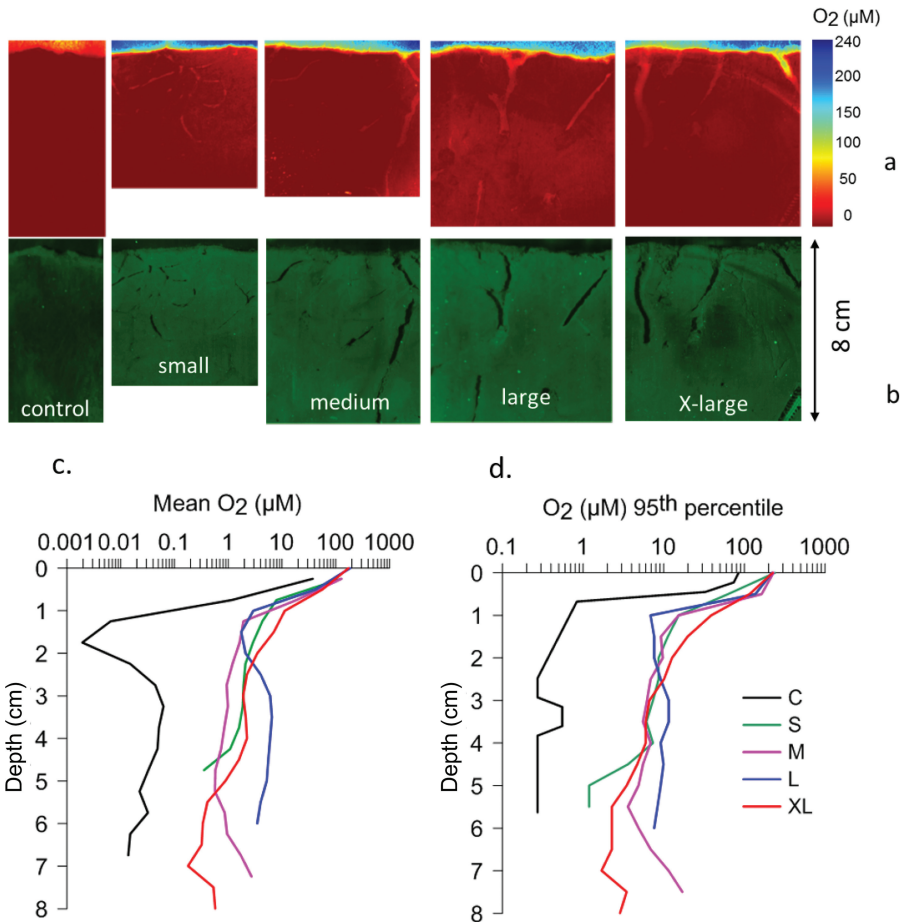 O2 (µM)
240
200
150
100
50
0
a
control
small
medium
large
X-large
8 cm
b
c.
d.
Mean O2 (µM)
0.001 0.01 0.1 1 10 100 1000
0
1
2
3
4
5
6
7
8
Depth (cm)
O2 (µM) 95th percentile
0.1 1 10 100 1000
0
1
2
3
4
5
6
7
8
Depth (cm)
C
S
M
L
XL